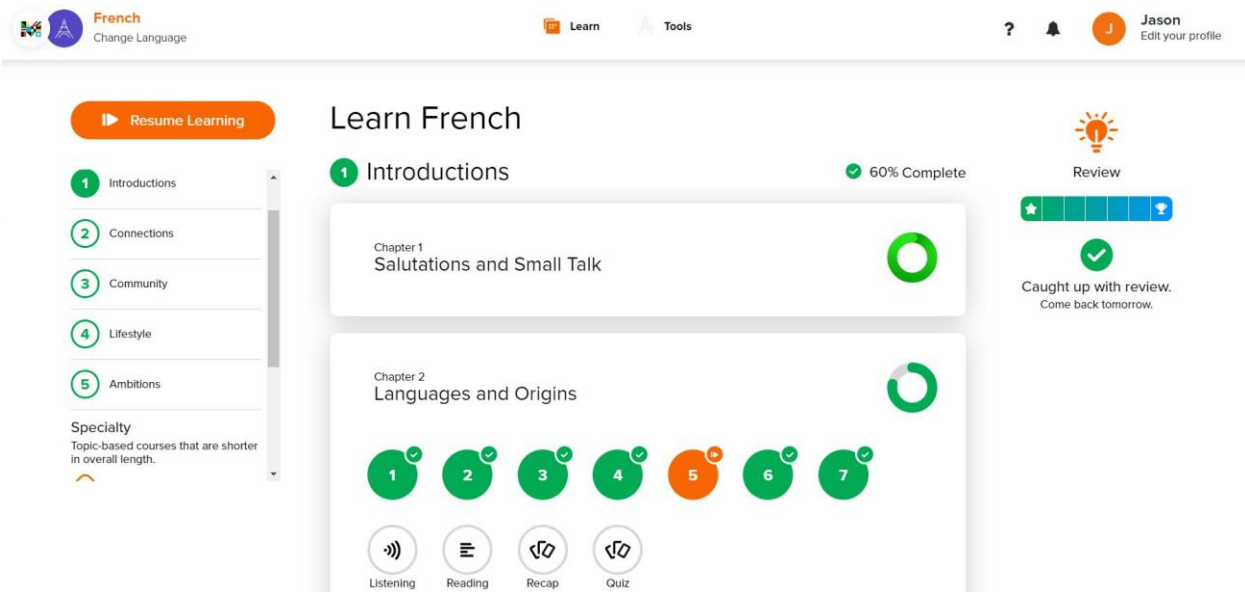 French
Change Language
Learn
Tools
?
J
Jason
Edit your profile
Resume Learning
1 Introductions
2 Connections
3 Community
4 Lifestyle
5 Ambitions
Specialty
Topic-based courses that are shorter
in overall length.
Learn French
1 Introductions
60% Complete
Chapter 1
Salutations and Small Talk
Chapter 2
Languages and Origins
1 2 3 4 5 6 7
Listening Reading Recap Quiz
Review
Caught up with review.
Come back tomorrow.